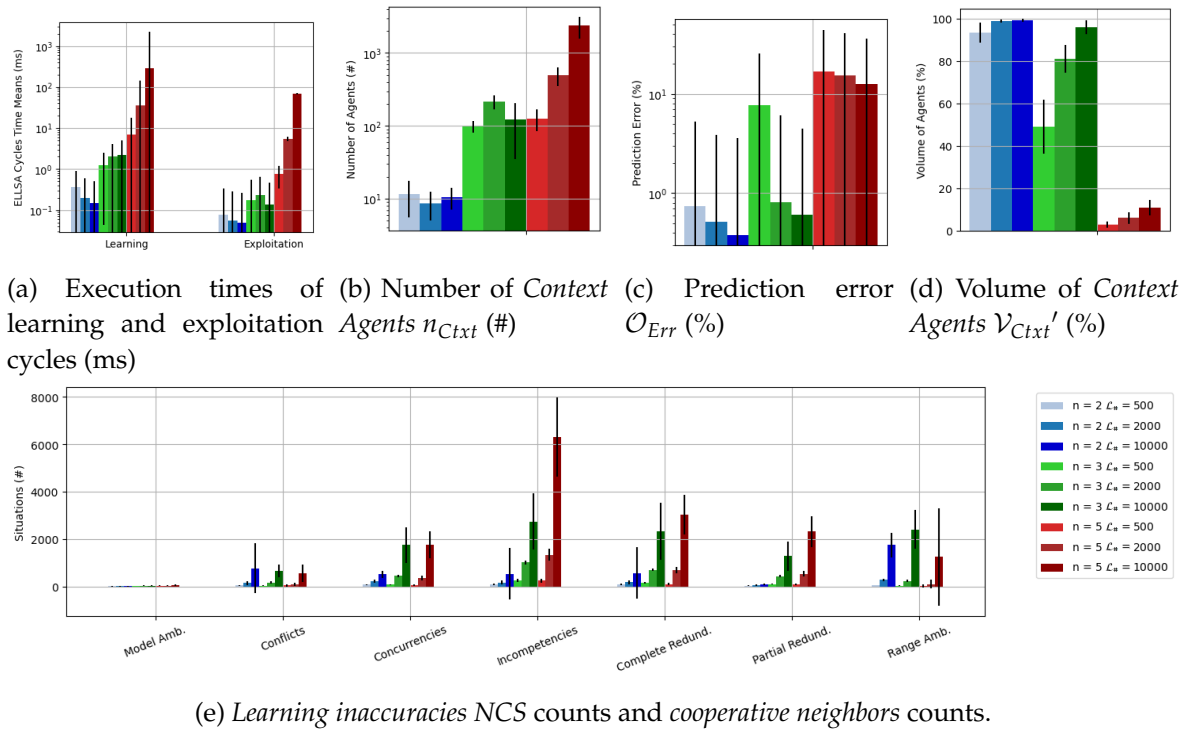 ELLSA Cycles Time Means (ms)
10³
10²
10¹
10⁰
10⁻¹
Learning
Exploitation
Number of Agents (#)
10³
10²
10¹
Prediction Error (%)
10¹
10⁰
Volume of Agents (%)
100
80
60
40
20
0
(a) Execution times of
learning and exploitation
cycles (ms)
(b) Number of Context
Agents n_Ctxt (#)
(c) Prediction error
𝒪_Err (%)
(d) Volume of Context
Agents 𝒱_Ctxt′ (%)
Situations (#)
8000
6000
4000
2000
0
Model Amb.
Conflicts
Concurrencies
Incompetencies
Complete Redund.
Partial Redund.
Range Amb.
n = 2 ℒ# = 500
n = 2 ℒ# = 2000
n = 2 ℒ# = 10000
n = 3 ℒ# = 500
n = 3 ℒ# = 2000
n = 3 ℒ# = 10000
n = 5 ℒ# = 500
n = 5 ℒ# = 2000
n = 5 ℒ# = 10000
(e) Learning inaccuracies NCS counts and cooperative neighbors counts.